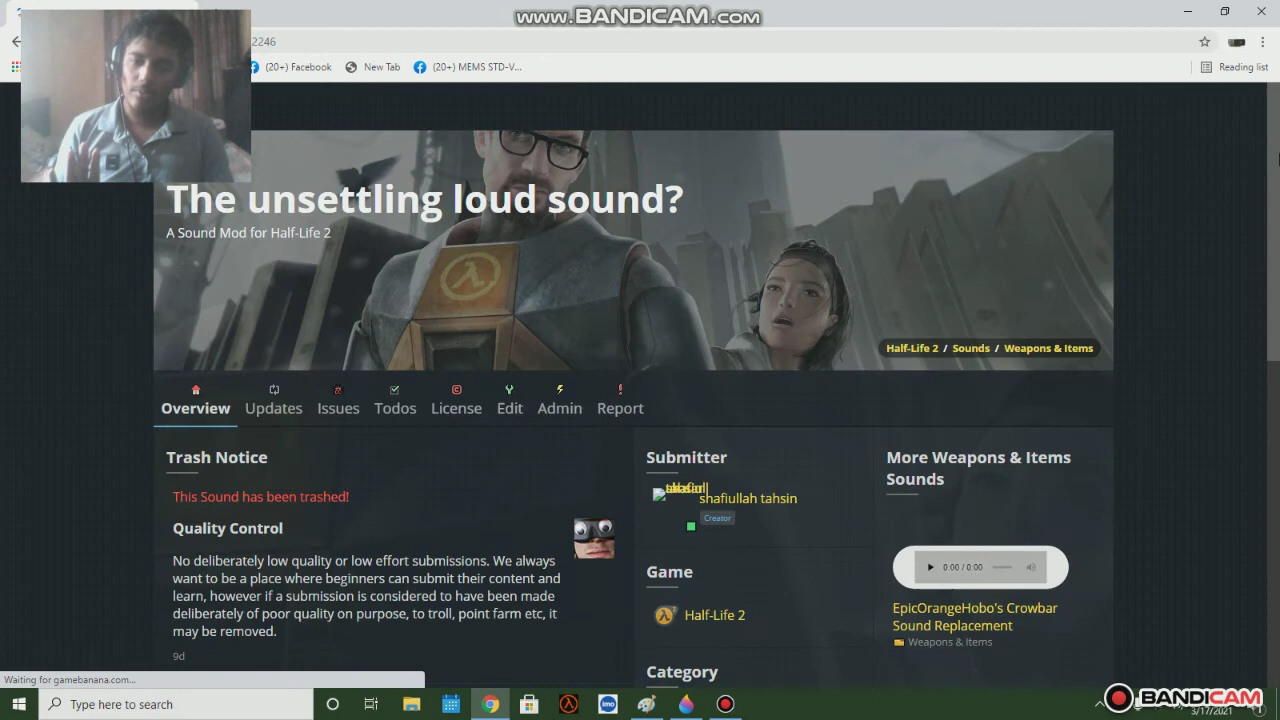 www.BANDICAM.com
2246
(20+) Facebook
New Tab
(20+) MEMS STD-V...
Reading list
The unsettling loud sound?
A Sound Mod for Half-Life 2
Half-Life 2 / Sounds / Weapons & Items
Overview
Updates
Issues
Todos
License
Edit
Admin
Report
Trash Notice
This Sound has been trashed!
Quality Control
No deliberately low quality or low effort submissions. We always
want to be a place where beginners can submit their content and
learn, however if a submission is considered to have been made
deliberately of poor quality on purpose, to troll, point farm etc, it
may be removed.
9d
Submitter
shafiullah tahsin
Creator
Game
Half-Life 2
Category
More Weapons & Items
Sounds
0:00 / 0:00
EpicOrangeHobo's Crowbar
Sound Replacement
Weapons & Items
Waiting for gamebanana.com...
Type here to search
imo
BANDICAM
3/17/2021